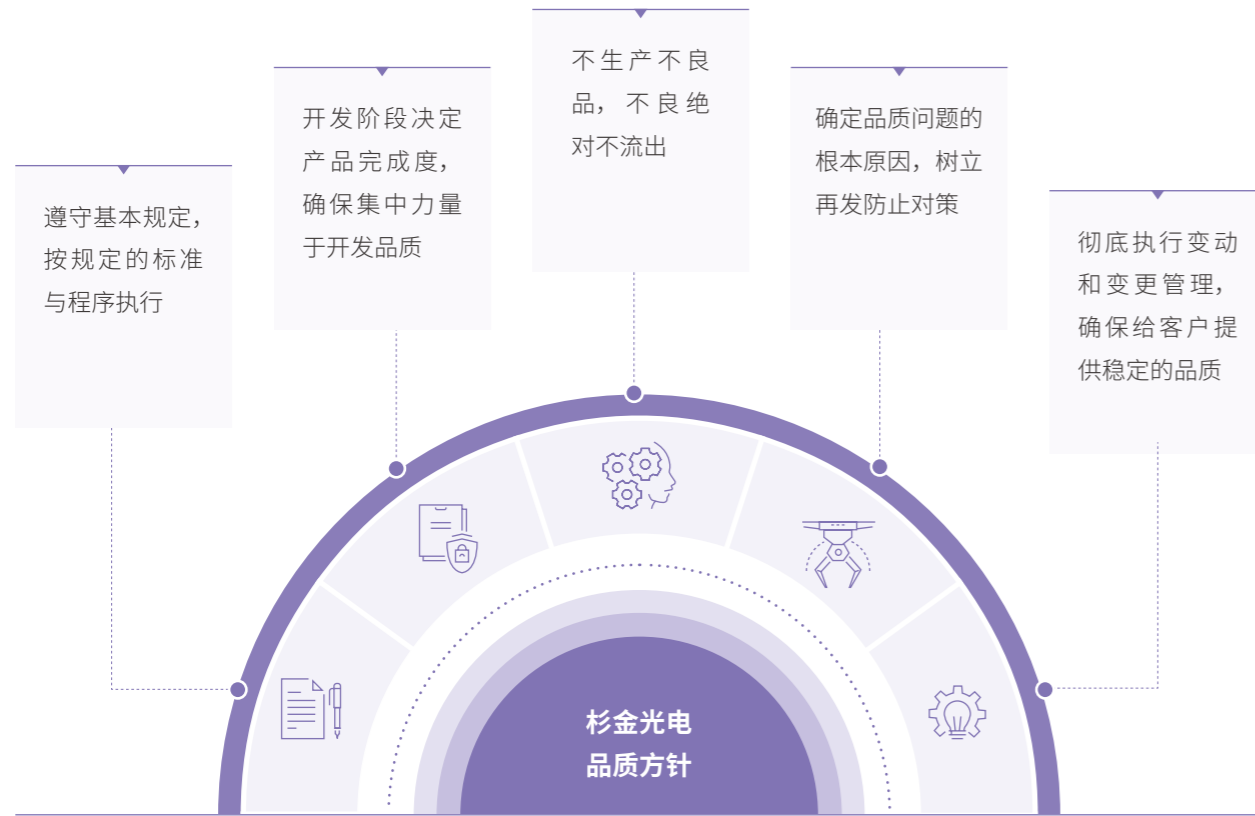 遵守基本规定，
按规定的标准
与程序执行
开发阶段决定
产品完成度，
确保集中力量
于开发品质
不生产不良
品，不良绝
对不流出
确定品质问题的
根本原因，树立
再发防止对策
彻底执行变动
和变更管理，
确保给客户提
供稳定的品质
杉金光电
品质方针